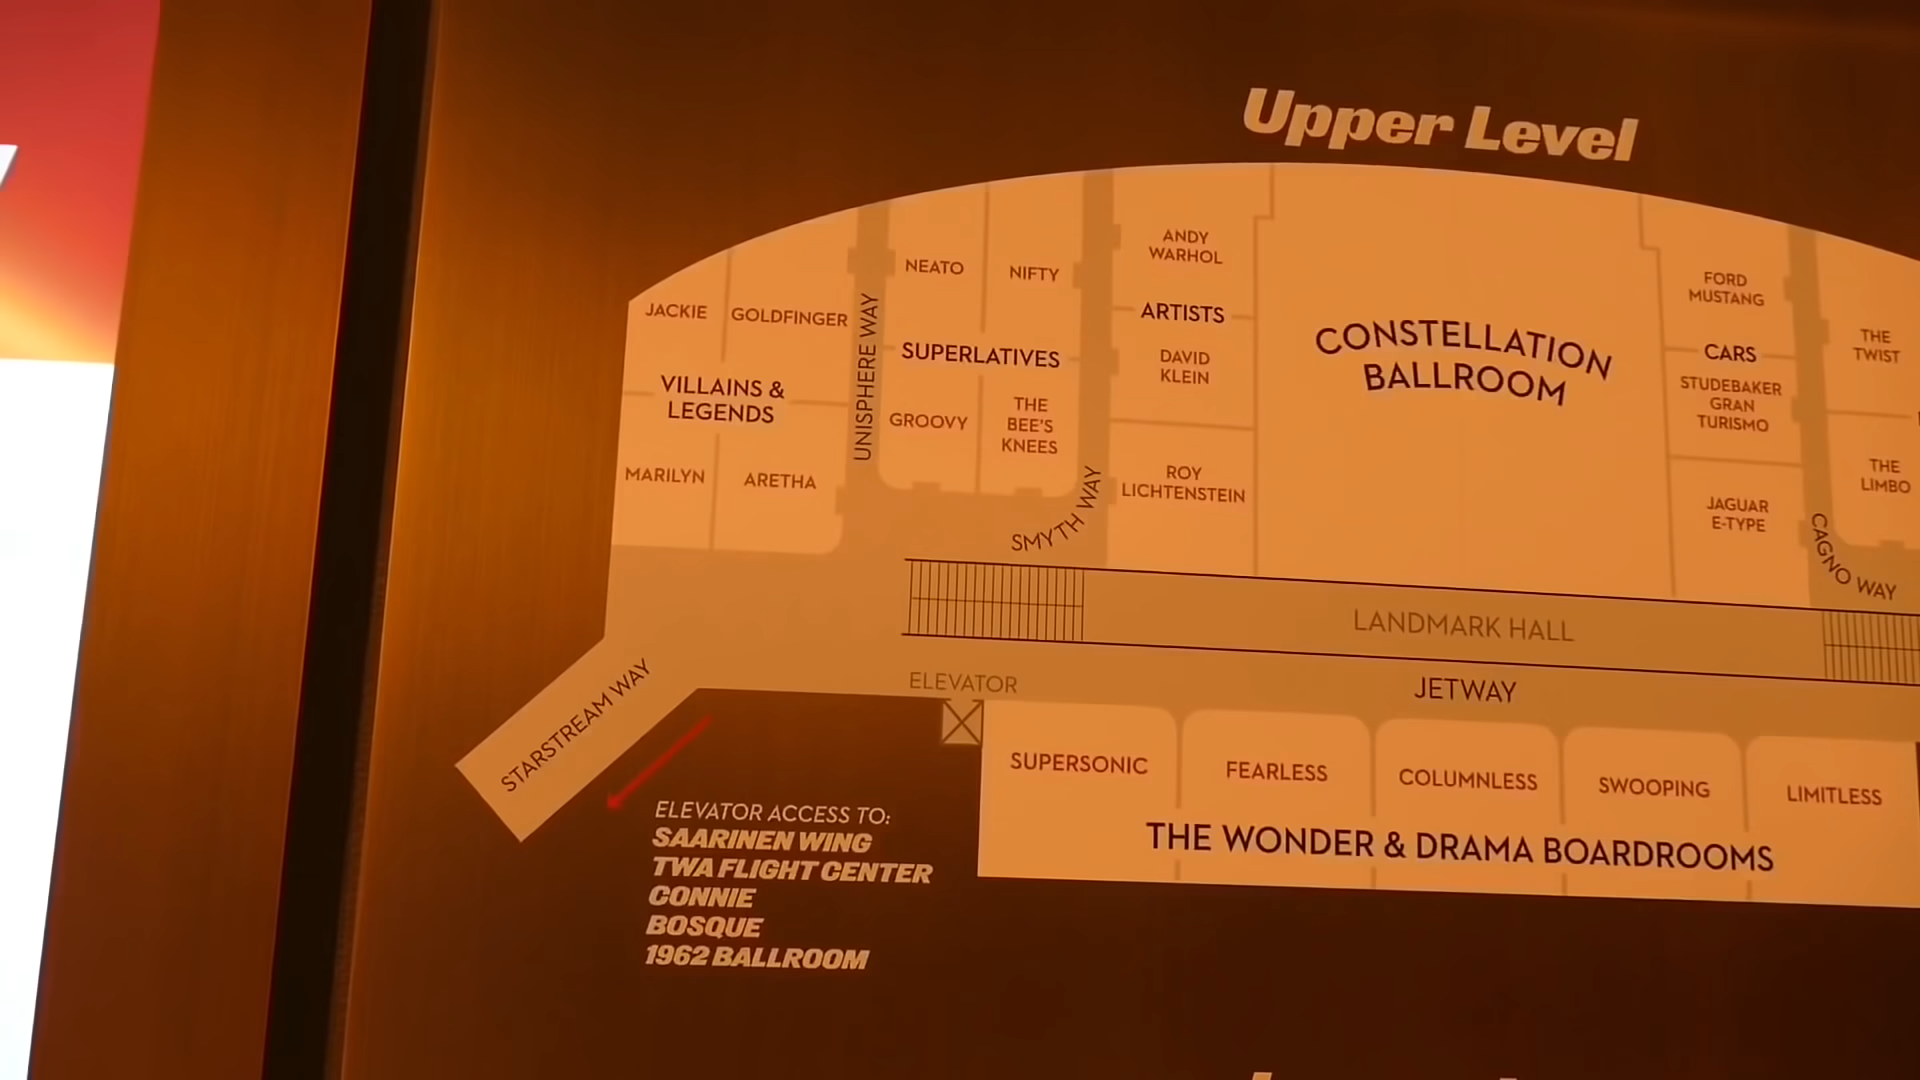 Upper Level
JACKIE
GOLDFINGER
VILLAINS &
LEGENDS
MARILYN
ARETHA
UNISPHERE WAY
NEATO
NIFTY
SUPERLATIVES
GROOVY
THE
BEE'S
KNEES
SMYTH WAY
ANDY
WARHOL
ARTISTS
DAVID
KLEIN
ROY
LICHTENSTEIN
CONSTELLATION
BALLROOM
FORD
MUSTANG
CARS
STUDEBAKER
GRAN
TURISMO
JAGUAR
E-TYPE
CAGNO WAY
THE
TWIST
THE
LIMBO
LANDMARK HALL
JETWAY
ELEVATOR
STARSTREAM WAY
SUPERSONIC
FEARLESS
COLUMNLESS
SWOOPING
LIMITLESS
THE WONDER & DRAMA BOARDROOMS
ELEVATOR ACCESS TO:
SAARINEN WING
TWA FLIGHT CENTER
CONNIE
BOSQUE
1962 BALLROOM